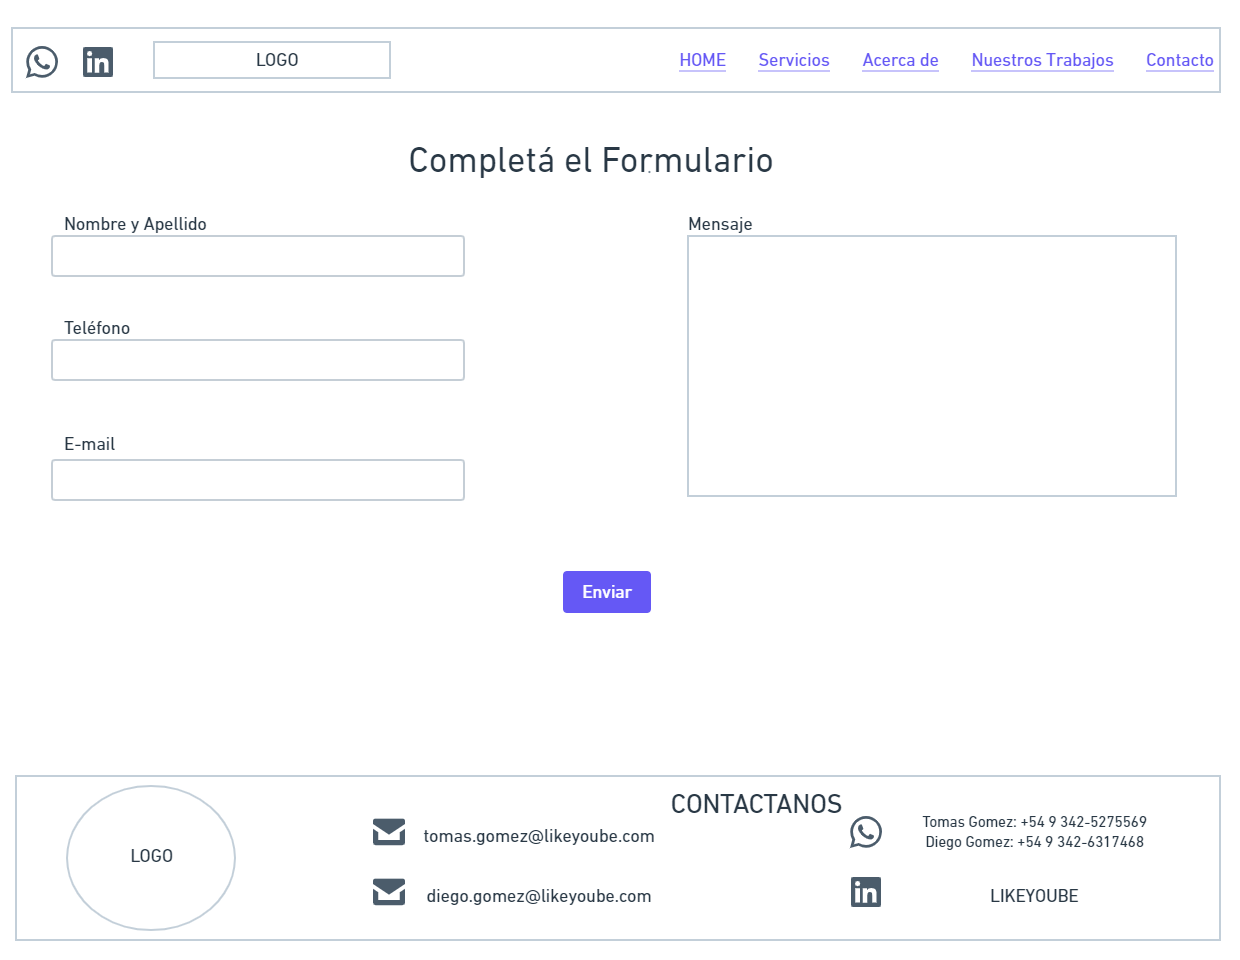 LOGO
HOME Servicios Acerca de Nuestros Trabajos Contacto
Completá el Formulario
Nombre y Apellido
Teléfono
E-mail
Mensaje
Enviar
LOGO
CONTACTANOS
tomas.gomez@likeyoube.com
diego.gomez@likeyoube.com
Tomas Gomez: +54 9 342-5275569
Diego Gomez: +54 9 342-6317468
in LIKEYOUBE